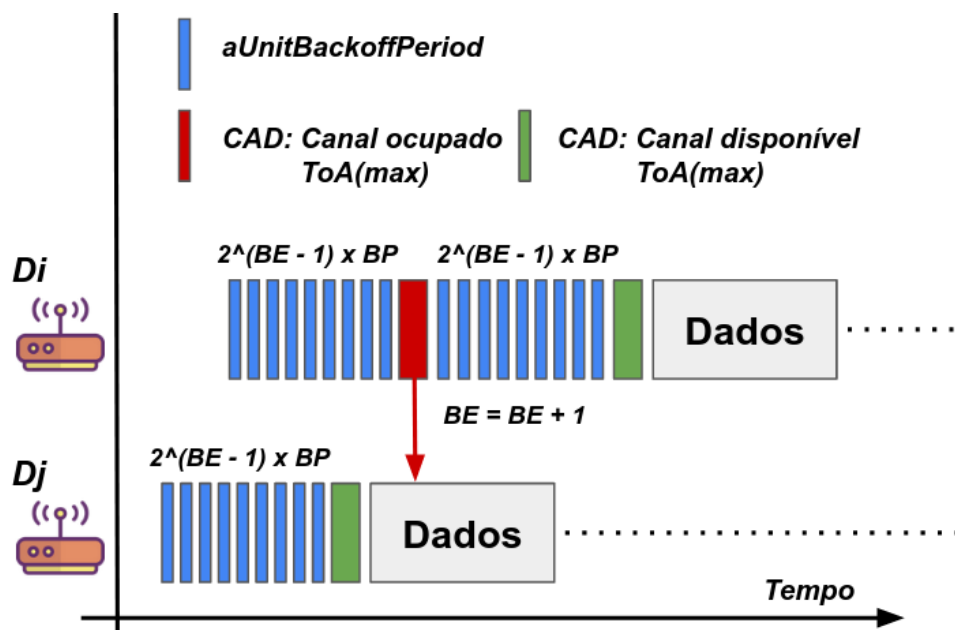 aUnitBackoffPeriod
CAD: Canal ocupado
ToA(max)
CAD: Canal disponível
ToA(max)
Di
2^(BE - 1) x BP
2^(BE - 1) x BP
Dados
BE = BE + 1
Dj
2^(BE - 1) x BP
Dados
Tempo